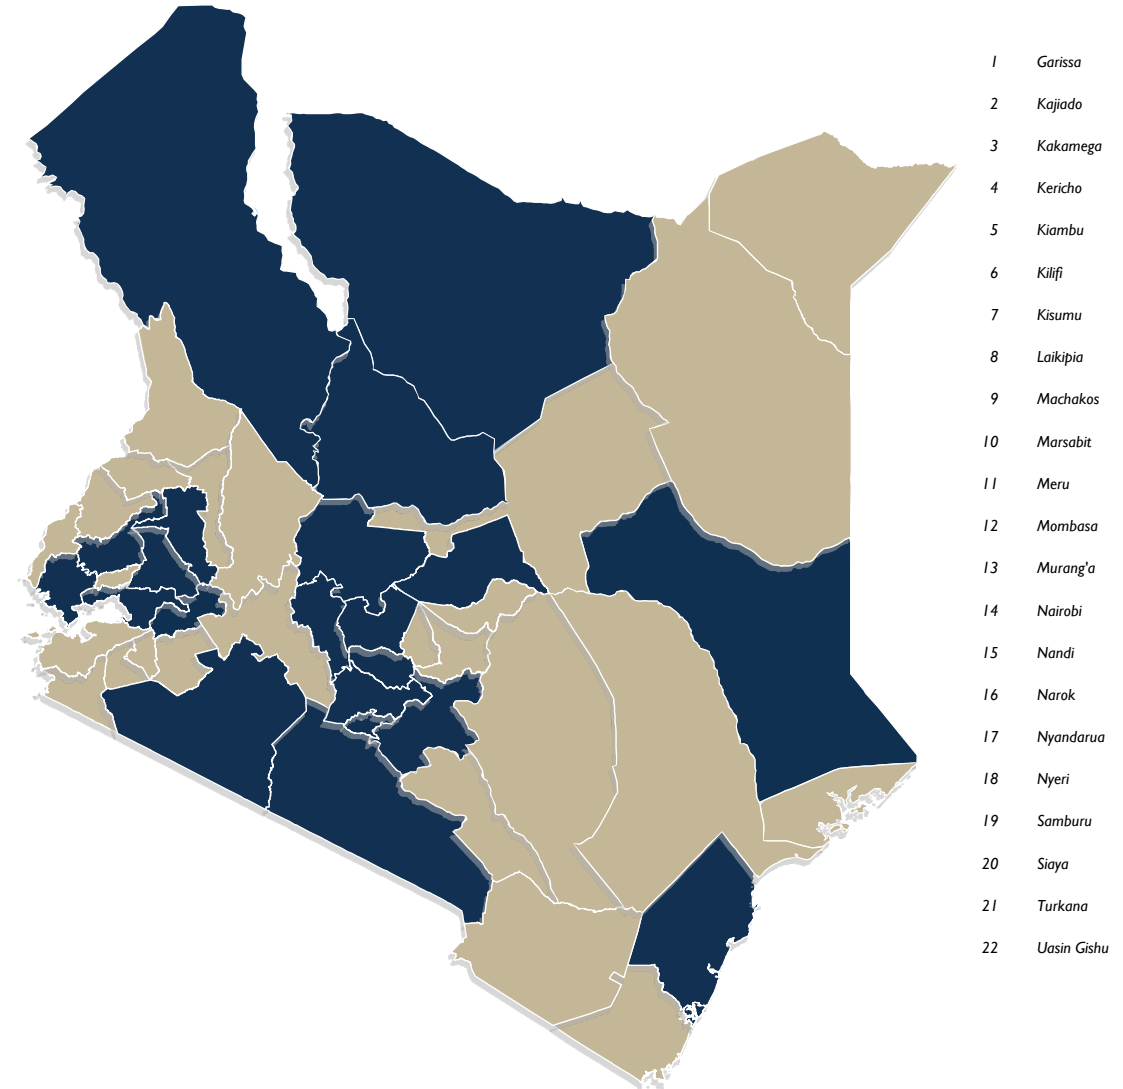 1 Garissa
2 Kajiado
3 Kakamega
4 Kericho
5 Kiambu
6 Kilifi
7 Kisumu
8 Laikipia
9 Machakos
10 Marsabit
11 Meru
12 Mombasa
13 Murang'a
14 Nairobi
15 Nandi
16 Narok
17 Nyandarua
18 Nyeri
19 Samburu
20 Siaya
21 Turkana
22 Uasin Gishu